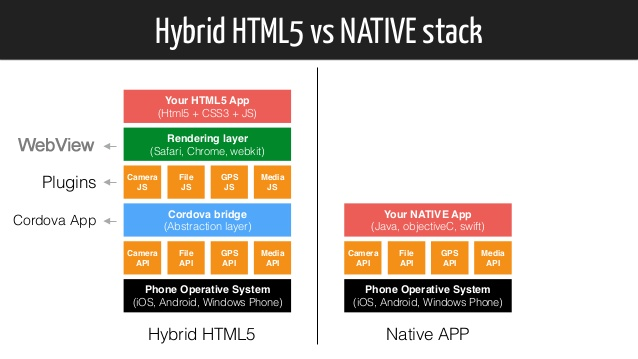 Hybrid HTML5 vs NATIVE stack
Your HTML5 App
(Html5 + CSS3 + JS)
WebView
Rendering layer
(Safari, Chrome, webkit)
Plugins
Camera JS
File JS
GPS JS
Media JS
Cordova App
Cordova bridge
(Abstraction layer)
Camera API
File API
GPS API
Media API
Phone Operative System
(iOS, Android, Windows Phone)
Hybrid HTML5
Your NATIVE App
(Java, objectiveC, swift)
Camera API
File API
GPS API
Media API
Phone Operative System
(iOS, Android, Windows Phone)
Native APP